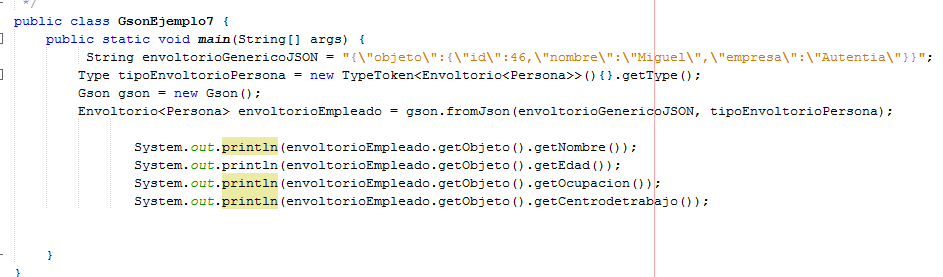 */
public class GsonEjemplo7 {
public static void main(String[] args) {
String envoltorioGenericoJSON = "{\"objeto\":{\"id\":46,\"nombre\":\"Miguel\",\"empresa\":\"Autentia\"}}";
Type tipoEnvoltorioPersona = new TypeToken<Envoltorio<Persona>>(){}.getType();
Gson gson = new Gson();
Envoltorio<Persona> envoltorioEmpleado = gson.fromJson(envoltorioGenericoJSON, tipoEnvoltorioPersona);
System.out.println(envoltorioEmpleado.getObjeto().getNombre());
System.out.println(envoltorioEmpleado.getObjeto().getEdad());
System.out.println(envoltorioEmpleado.getObjeto().getOcupacion());
System.out.println(envoltorioEmpleado.getObjeto().getCentrodetrabajo());
}
}